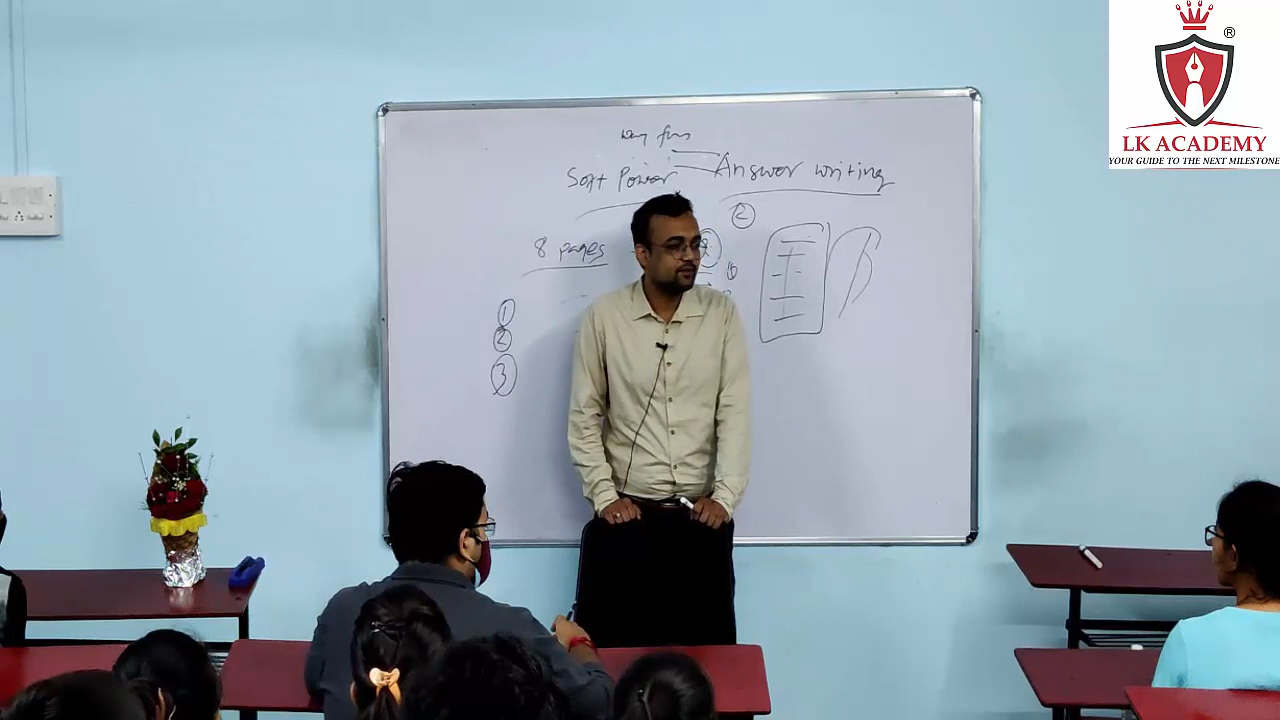 Soft Power
Answer writing
2
8 pages
1
2
3
®
LK ACADEMY
YOUR GUIDE TO THE NEXT MILESTONE